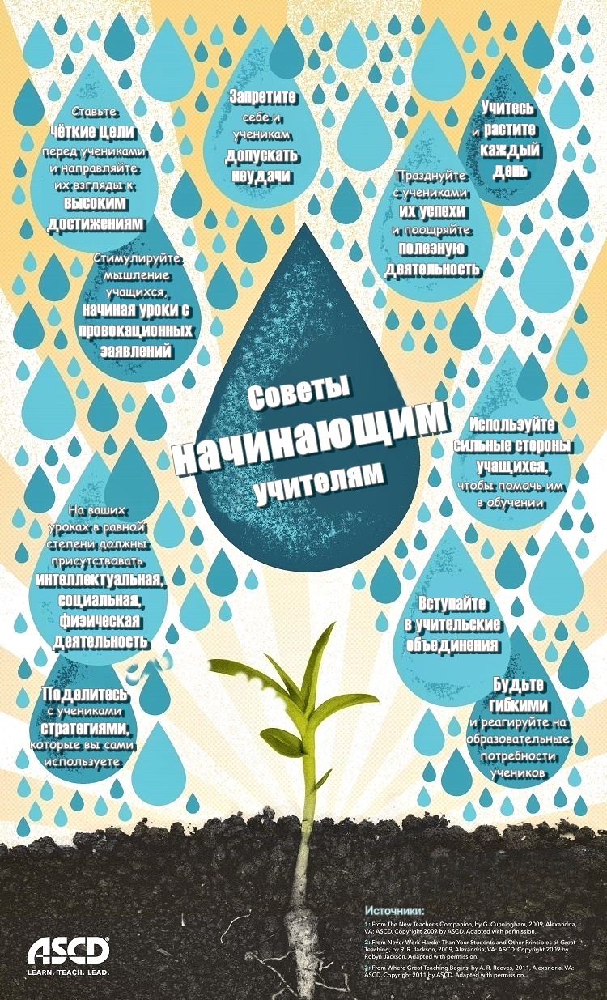 Ставьте
чёткие цели
перед учениками
и направляйте
их взгляды к
высоким
достижениям
Запретите
себе и
ученикам
допускать
неудачи
Учитесь
и растите
каждый
день
Празднуйте
с учениками
их успехи
и поощряйте
полезную
деятельность
Стимулируйте
мышление
учащихся,
начиная уроки с
провокационных
заявлений
Советы
начинающим
учителям
Используйте
сильные стороны
учащихся,
чтобы помочь им
в обучении
На ваших
уроках в равной
степени должны
присутствовать
интеллектуальная,
социальная,
физическая
деятельность
Вступайте
в учительские
объединения
Поделитесь
с учениками
стратегиями,
которые вы сами
используете
Будьте
гибкими
и реагируйте на
образовательные
потребности
учеников
Источники:
1: From The New Teacher's Companion, by G. Cunningham, 2009, Alexandria,
VA: ASCD. Copyright 2009 by ASCD. Adapted with permission.
2: From Never Work Harder Than Your Students and Other Principles of Great
Teaching, by R. R. Jackson, 2009, Alexandria, VA: ASCD. Copyright 2009 by
Robyn Jackson. Adapted with permission.
3: From Where Great Teaching Begins, by A. R. Reeves, 2011, Alexandria, VA:
ASCD. Copyright 2011 by ASCD. Adapted with permission.
ASCD®
LEARN. TEACH. LEAD.